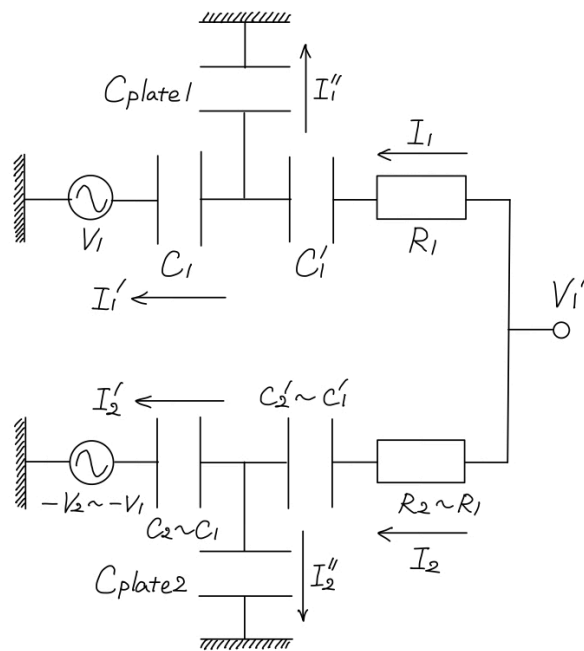 Cplate1
I₁''
I₁
V₁
C₁
C₁'
R₁
I₁'
V₁'
I₂'
C₂'~C₁'
-V₂~-V₁
C₂~C₁
R₂~R₁
I₂
Cplate2
I₂''